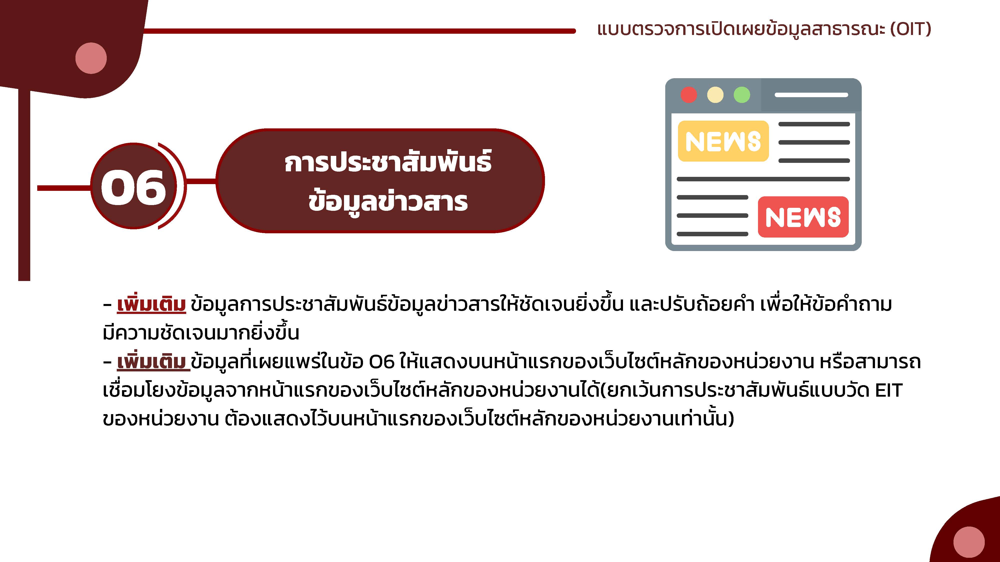 แบบตรวจการเปิดเผยข้อมูลสาธารณะ (OIT)
NEWS
NEWS
O6
การประชาสัมพันธ์
ข้อมูลข่าวสาร
- เพิ่มเติม ข้อมูลการประชาสัมพันธ์ข้อมูลข่าวสารให้ชัดเจนยิ่งขึ้น และปรับถ้อยคำ เพื่อให้ข้อคำถาม
มีความชัดเจนมากยิ่งขึ้น
- เพิ่มเติม ข้อมูลที่เผยแพร่ในข้อ O6 ให้แสดงบนหน้าแรกของเว็บไซต์หลักของหน่วยงาน หรือสามารถ
เชื่อมโยงข้อมูลจากหน้าแรกของเว็บไซต์หลักของหน่วยงานได้(ยกเว้นการประชาสัมพันธ์แบบวัด EIT
ของหน่วยงาน ต้องแสดงไว้บนหน้าแรกของเว็บไซต์หลักของหน่วยงานเท่านั้น)